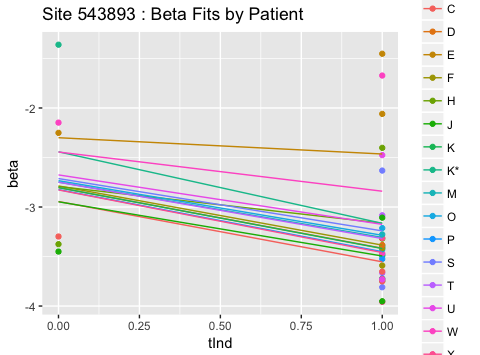 Site 543893 : Beta Fits by Patient
beta
-2
-3
-4
0.00 0.25 0.50 0.75 1.00
tInd
C
D
E
F
H
J
K
K*
M
O
P
S
T
U
W